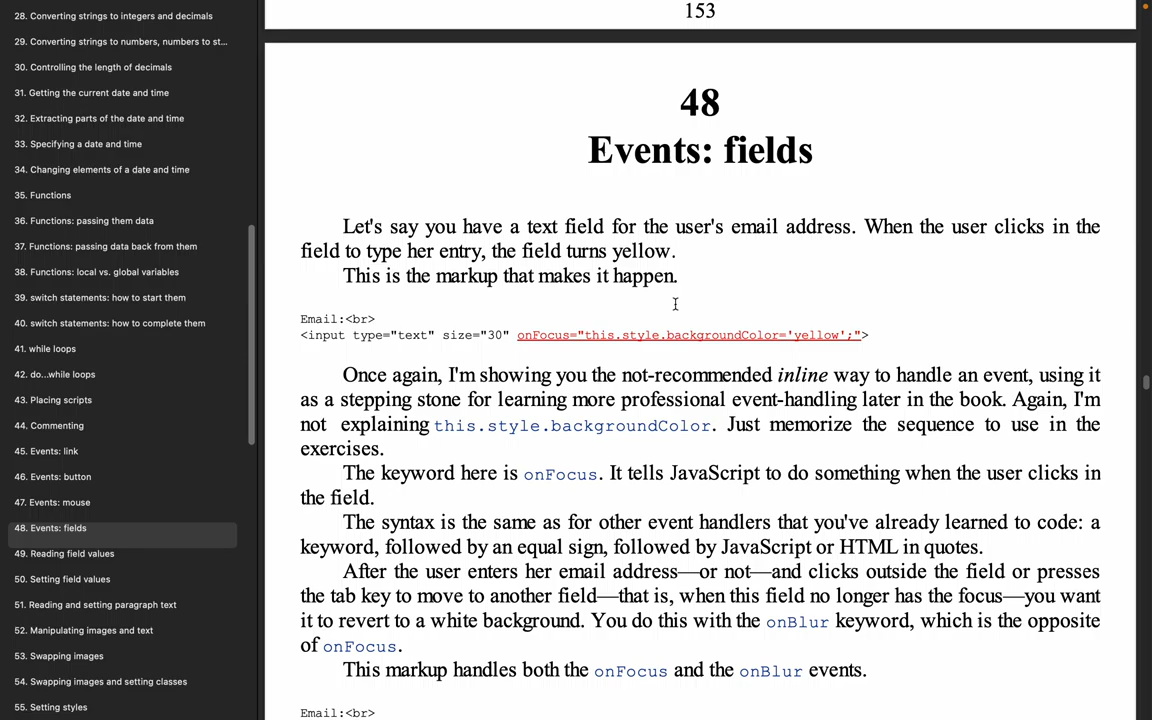 28. Converting strings to integers and decimals
29. Converting strings to numbers, numbers to st...
30. Controlling the length of decimals
31. Getting the current date and time
32. Extracting parts of the date and time
33. Specifying a date and time
34. Changing elements of a date and time
35. Functions
36. Functions: passing them data
37. Functions: passing data back from them
38. Functions: local vs. global variables
39. switch statements: how to start them
40. switch statements: how to complete them
41. while loops
42. do...while loops
43. Placing scripts
44. Commenting
45. Events: link
46. Events: button
47. Events: mouse
48. Events: fields
49. Reading field values
50. Setting field values
51. Reading and setting paragraph text
52. Manipulating images and text
53. Swapping images
54. Swapping images and setting classes
55. Setting styles
153
48
Events: fields
Let's say you have a text field for the user's email address. When the user clicks in the
field to type her entry, the field turns yellow.
This is the markup that makes it happen.
Email:<br>
<input type="text" size="30" onFocus="this.style.backgroundColor='yellow';">
Once again, I'm showing you the not-recommended inline way to handle an event, using it
as a stepping stone for learning more professional event-handling later in the book. Again, I'm
not explaining this.style.backgroundColor. Just memorize the sequence to use in the
exercises.
The keyword here is onFocus. It tells JavaScript to do something when the user clicks in
the field.
The syntax is the same as for other event handlers that you've already learned to code: a
keyword, followed by an equal sign, followed by JavaScript or HTML in quotes.
After the user enters her email address—or not—and clicks outside the field or presses
the tab key to move to another field—that is, when this field no longer has the focus—you want
it to revert to a white background. You do this with the onBlur keyword, which is the opposite
of onFocus.
This markup handles both the onFocus and the onBlur events.
Email:<br>